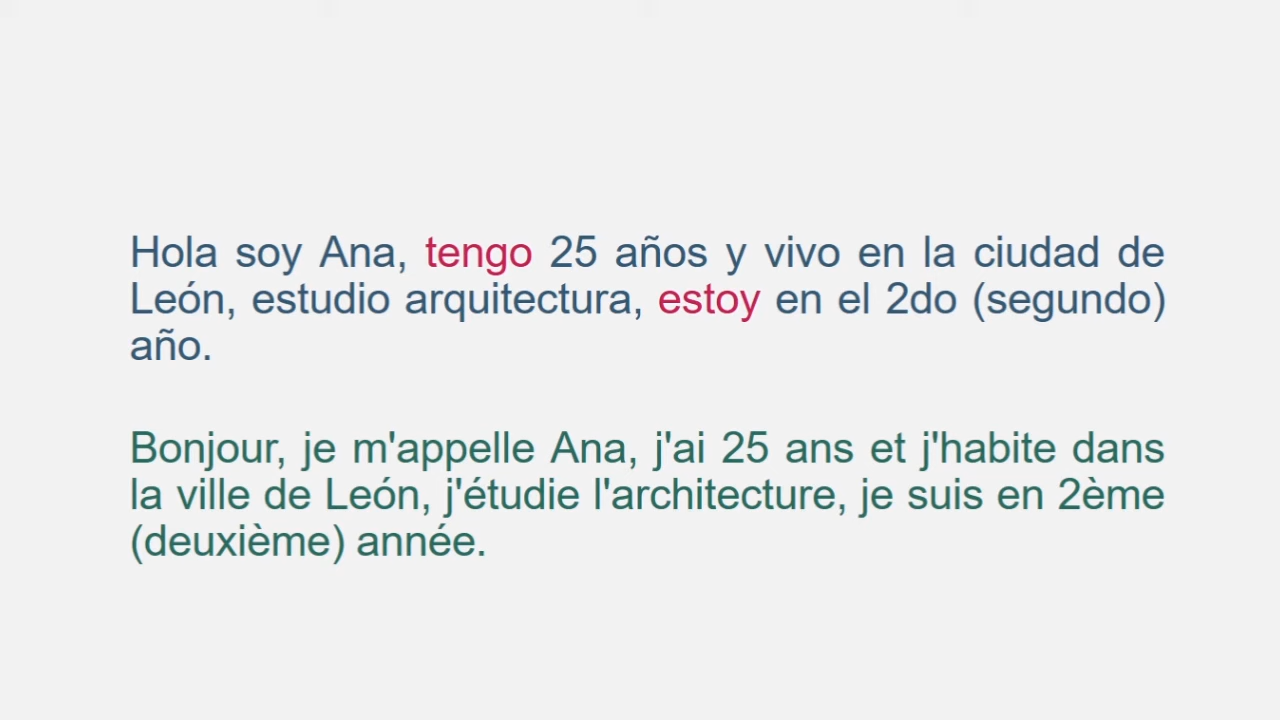 Hola soy Ana, tengo 25 años y vivo en la ciudad de
León, estudio arquitectura, estoy en el 2do (segundo)
año.
Bonjour, je m'appelle Ana, j'ai 25 ans et j'habite dans
la ville de León, j'étudie l'architecture, je suis en 2ème
(deuxième) année.